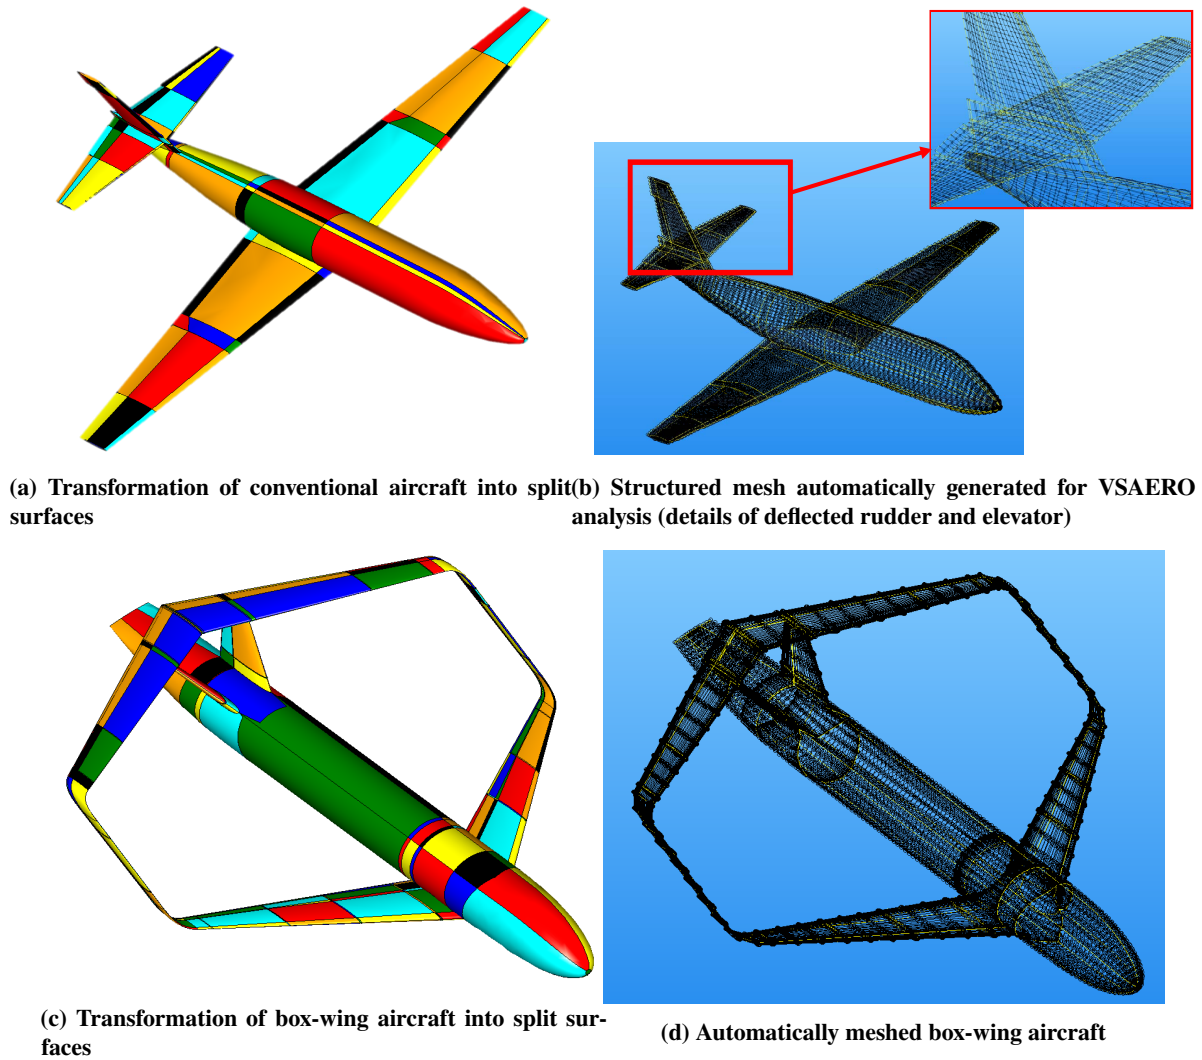 (a) Transformation of conventional aircraft into split
surfaces
(b) Structured mesh automatically generated for VSAERO
analysis (details of deflected rudder and elevator)
(c) Transformation of box-wing aircraft into split sur-
faces
(d) Automatically meshed box-wing aircraft